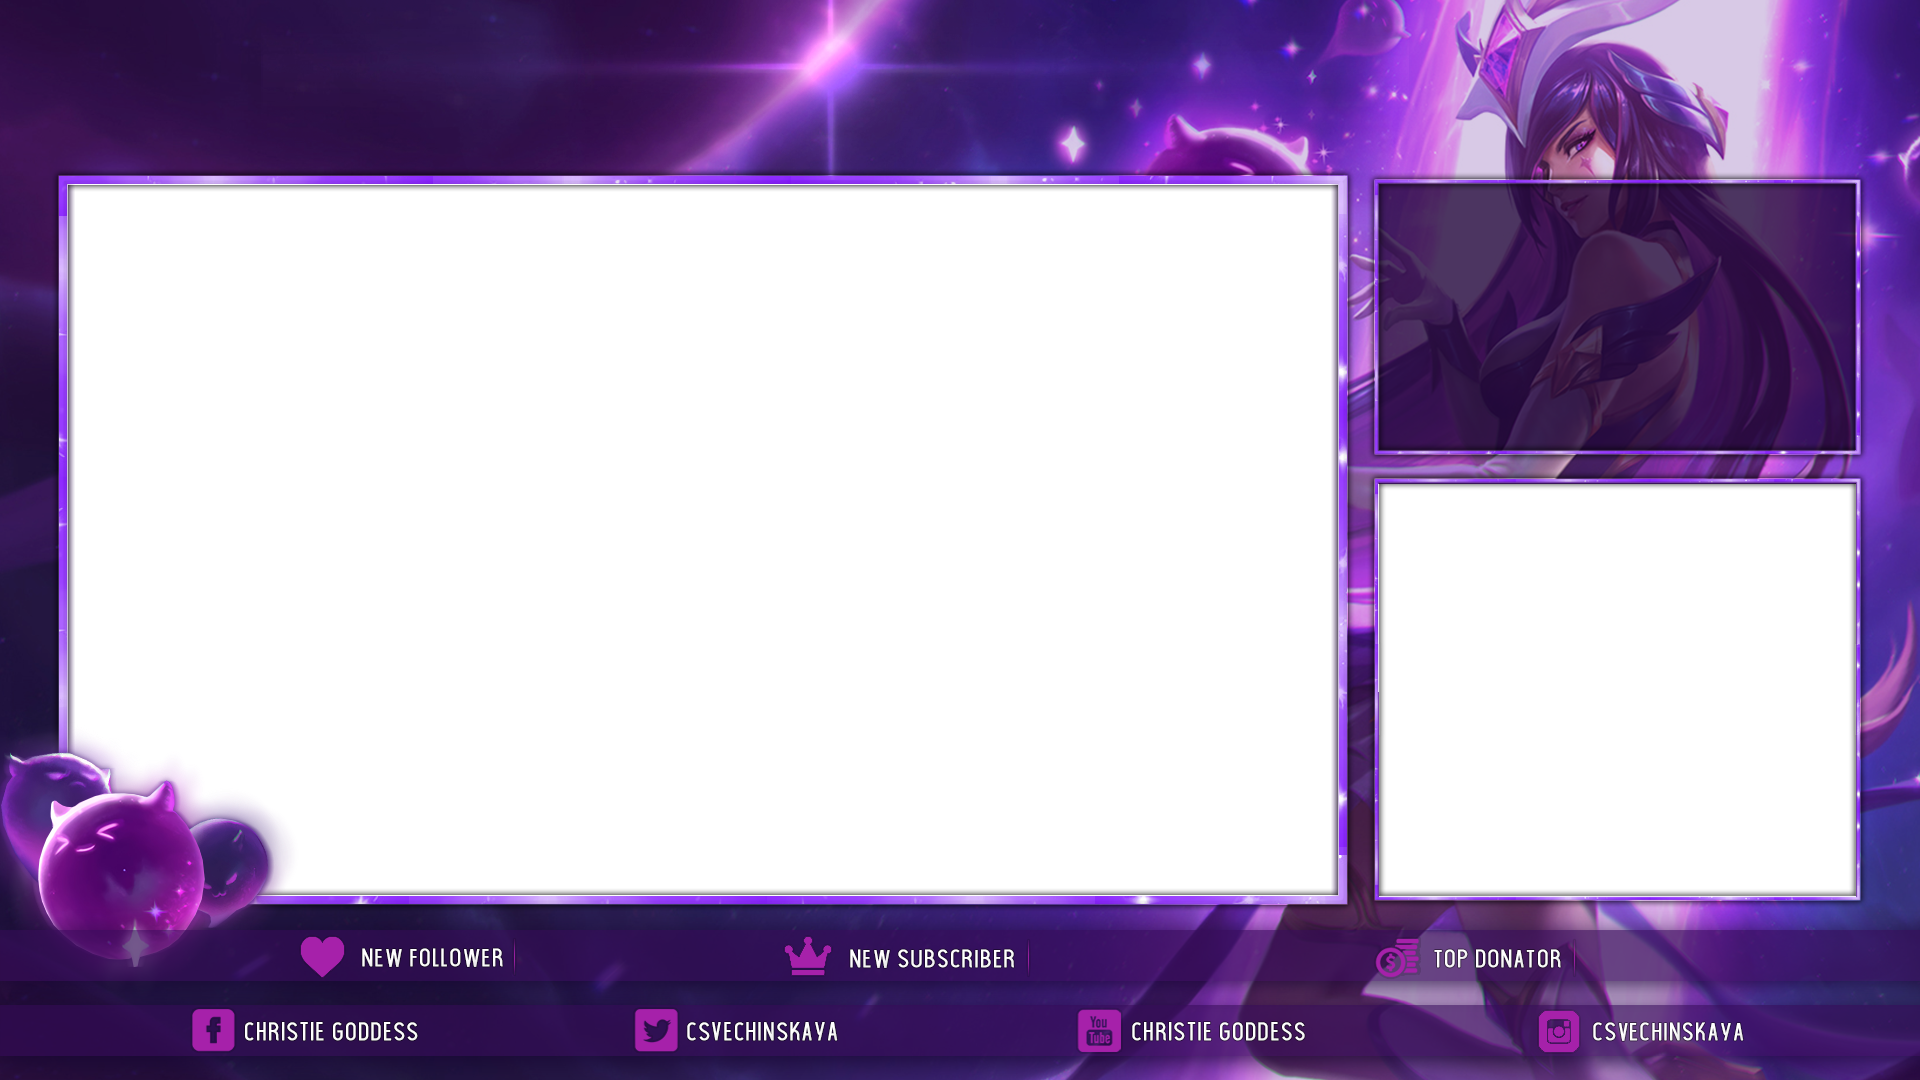 NEW FOLLOWER
NEW SUBSCRIBER
TOP DONATOR
CHRISTIE GODDESS
CSVECHINSKAYA
You
Tube
CHRISTIE GODDESS
CSVECHINSKAYA